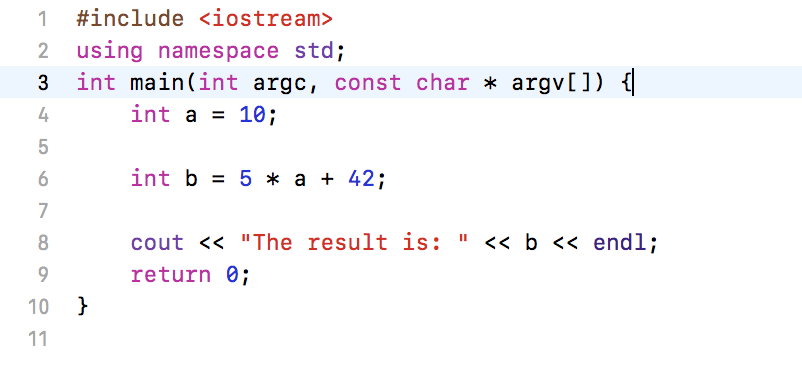 1 #include <iostream>
2 using namespace std;
3 int main(int argc, const char * argv[]) {
4     int a = 10;
5
6     int b = 5 * a + 42;
7
8     cout << "The result is: " << b << endl;
9     return 0;
10 }
11